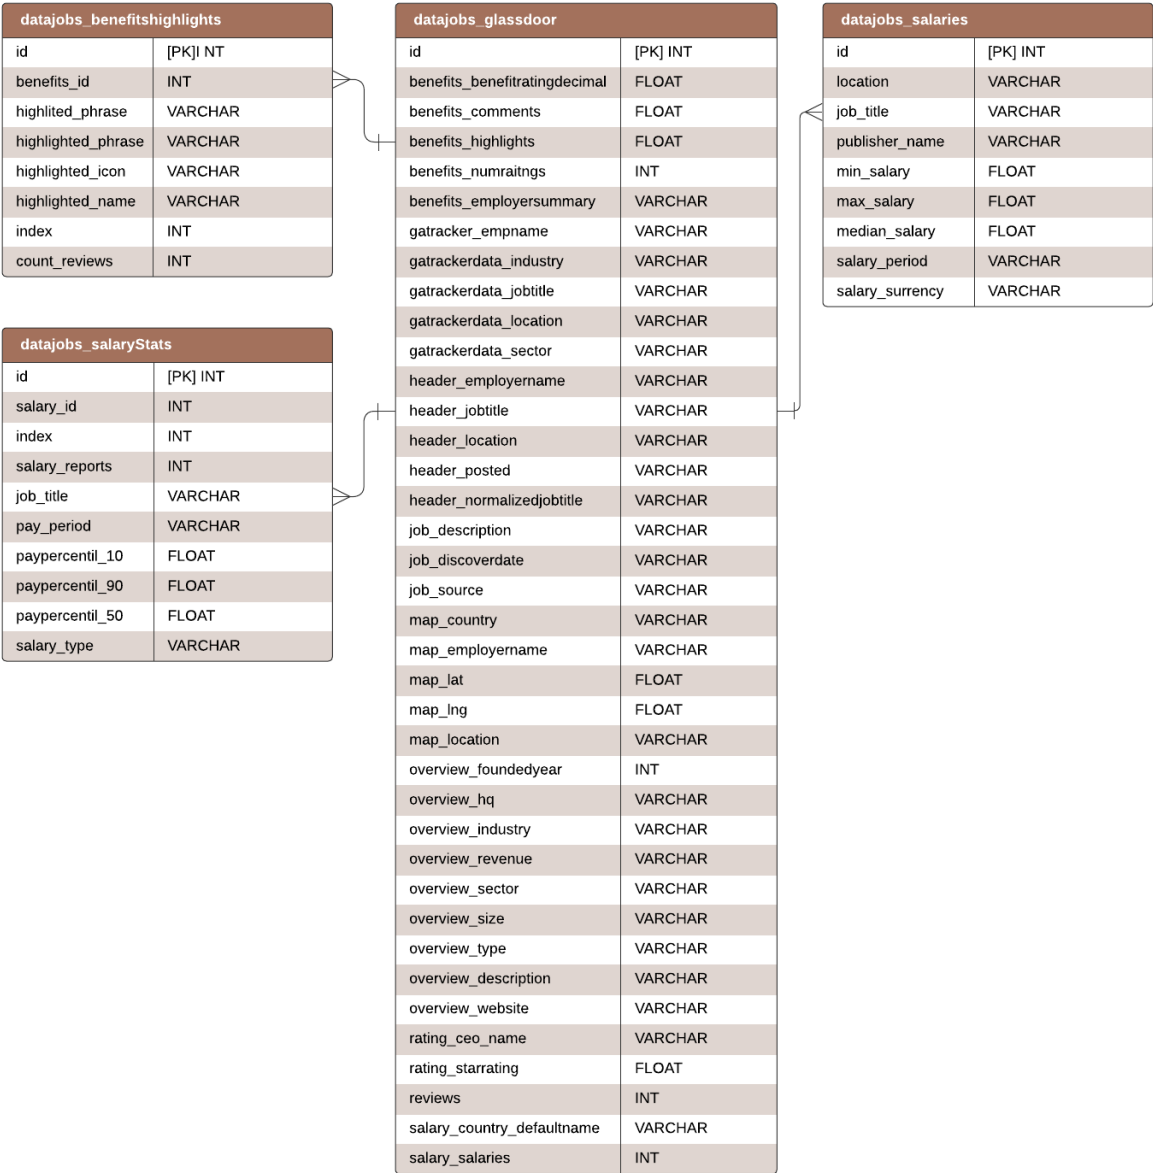 datajobs_benefitshighlights
id [PK]I NT
benefits_id INT
highlited_phrase VARCHAR
highlighted_phrase VARCHAR
highlighted_icon VARCHAR
highlighted_name VARCHAR
index INT
count_reviews INT
datajobs_salaryStats
id [PK] INT
salary_id INT
index INT
salary_reports INT
job_title VARCHAR
pay_period VARCHAR
paypercentil_10 FLOAT
paypercentil_90 FLOAT
paypercentil_50 FLOAT
salary_type VARCHAR
datajobs_glassdoor
id [PK] INT
benefits_benefitratingdecimal FLOAT
benefits_comments FLOAT
benefits_highlights FLOAT
benefits_numraitngs INT
benefits_employersummary VARCHAR
gatracker_empname VARCHAR
gatrackerdata_industry VARCHAR
gatrackerdata_jobtitle VARCHAR
gatrackerdata_location VARCHAR
gatrackerdata_sector VARCHAR
header_employername VARCHAR
header_jobtitle VARCHAR
header_location VARCHAR
header_posted VARCHAR
header_normalizedjobtitle VARCHAR
job_description VARCHAR
job_discoverdate VARCHAR
job_source VARCHAR
map_country VARCHAR
map_employername VARCHAR
map_lat FLOAT
map_lng FLOAT
map_location VARCHAR
overview_foundedyear INT
overview_hq VARCHAR
overview_industry VARCHAR
overview_revenue VARCHAR
overview_sector VARCHAR
overview_size VARCHAR
overview_type VARCHAR
overview_description VARCHAR
overview_website VARCHAR
rating_ceo_name VARCHAR
rating_starrating FLOAT
reviews INT
salary_country_defaultname VARCHAR
salary_salaries INT
datajobs_salaries
id [PK] INT
location VARCHAR
job_title VARCHAR
publisher_name VARCHAR
min_salary FLOAT
max_salary FLOAT
median_salary FLOAT
salary_period VARCHAR
salary_surrency VARCHAR